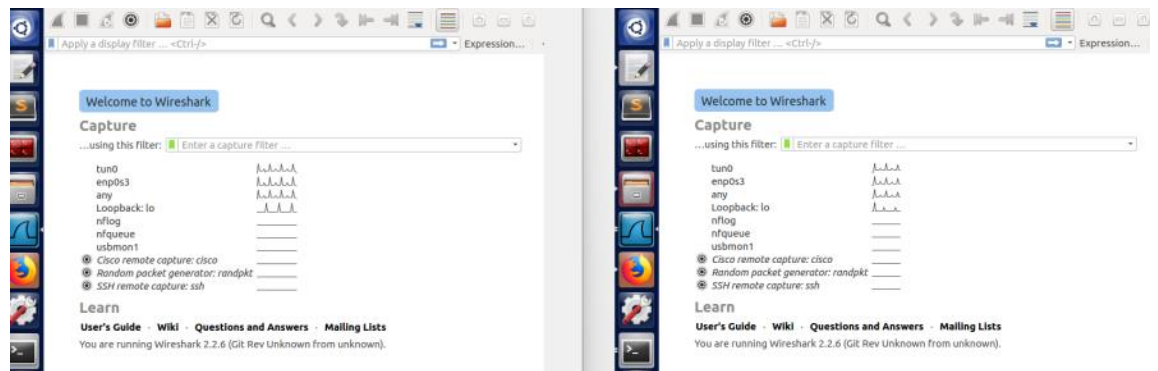 Apply a display filter ... <Ctrl-/>
Expression...
Welcome to Wireshark
Capture
...using this filter:
Enter a capture filter ...
tun0
enp0s3
any
Loopback: lo
nflog
nfqueue
usbmon1
Cisco remote capture: cisco
Random packet generator: randpkt
SSH remote capture: ssh
Learn
User's Guide · Wiki · Questions and Answers · Mailing Lists
You are running Wireshark 2.2.6 (Git Rev Unknown from unknown).
Apply a display filter ... <Ctrl-/>
Expression...
Welcome to Wireshark
Capture
...using this filter:
Enter a capture filter ...
tun0
enp0s3
any
Loopback: lo
nflog
nfqueue
usbmon1
Cisco remote capture: cisco
Random packet generator: randpkt
SSH remote capture: ssh
Learn
User's Guide · Wiki · Questions and Answers · Mailing Lists
You are running Wireshark 2.2.6 (Git Rev Unknown from unknown).